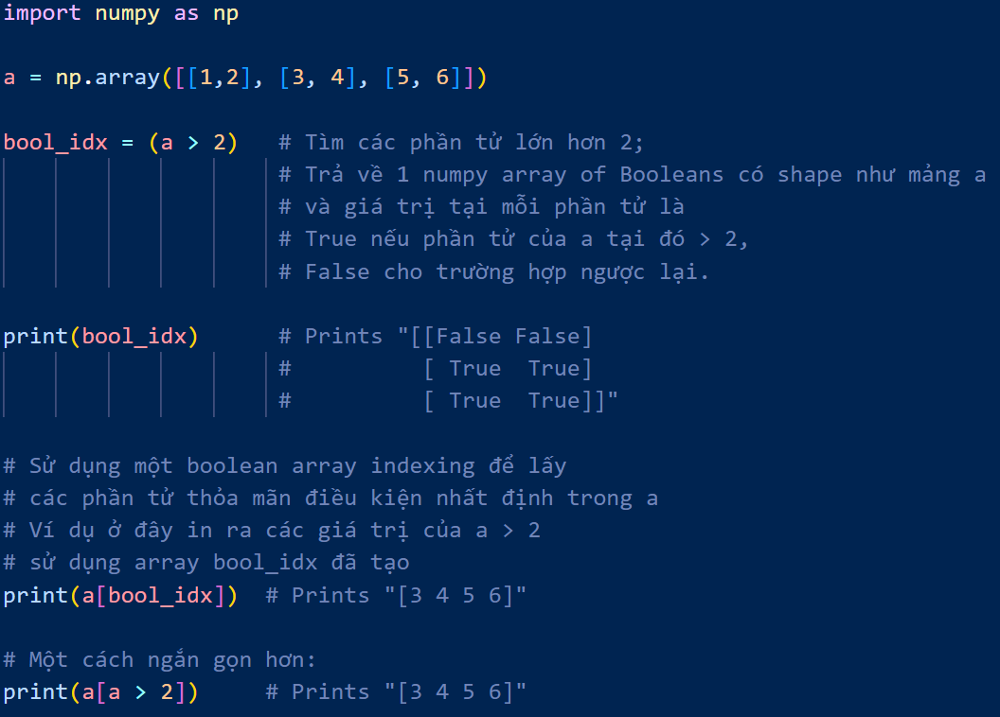 import numpy as np
a = np.array([[1,2], [3, 4], [5, 6]])
bool_idx = (a > 2)   # Tìm các phần tử lớn hơn 2;
# Trả về 1 numpy array of Booleans có shape như mảng a
# và giá trị tại mỗi phần tử là
# True nếu phần tử của a tại đó > 2,
# False cho trường hợp ngược lại.
print(bool_idx)      # Prints "[[False False]
#          [ True  True]
#          [ True  True]]"
# Sử dụng một boolean array indexing để lấy
# các phần tử thỏa mãn điều kiện nhất định trong a
# Ví dụ ở đây in ra các giá trị của a > 2
# sử dụng array bool_idx đã tạo
print(a[bool_idx])  # Prints "[3 4 5 6]"
# Một cách ngắn gọn hơn:
print(a[a > 2])     # Prints "[3 4 5 6]"